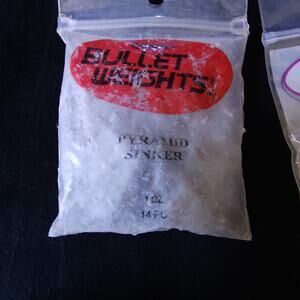 BULLET
WEIGHTS!
PYRAMID
SINKER
1 OZ
14 PC